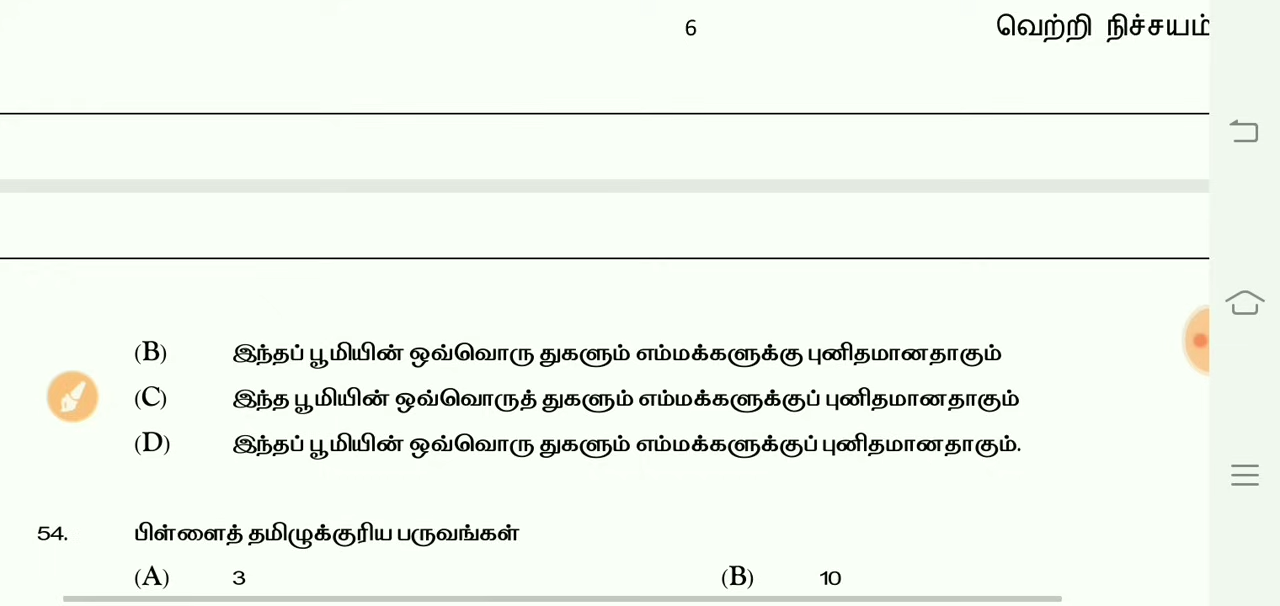 6 வெற்றி நிச்சயம்
(B) இந்தப் பூமியின் ஒவ்வொரு துகளும் எம்மக்களுக்கு புனிதமானதாகும்
(C) இந்த பூமியின் ஒவ்வொருத் துகளும் எம்மக்களுக்குப் புனிதமானதாகும்
(D) இந்தப் பூமியின் ஒவ்வொரு துகளும் எம்மக்களுக்குப் புனிதமானதாகும்.
54. பிள்ளைத் தமிழுக்குரிய பருவங்கள்
(A) 3 (B) 10